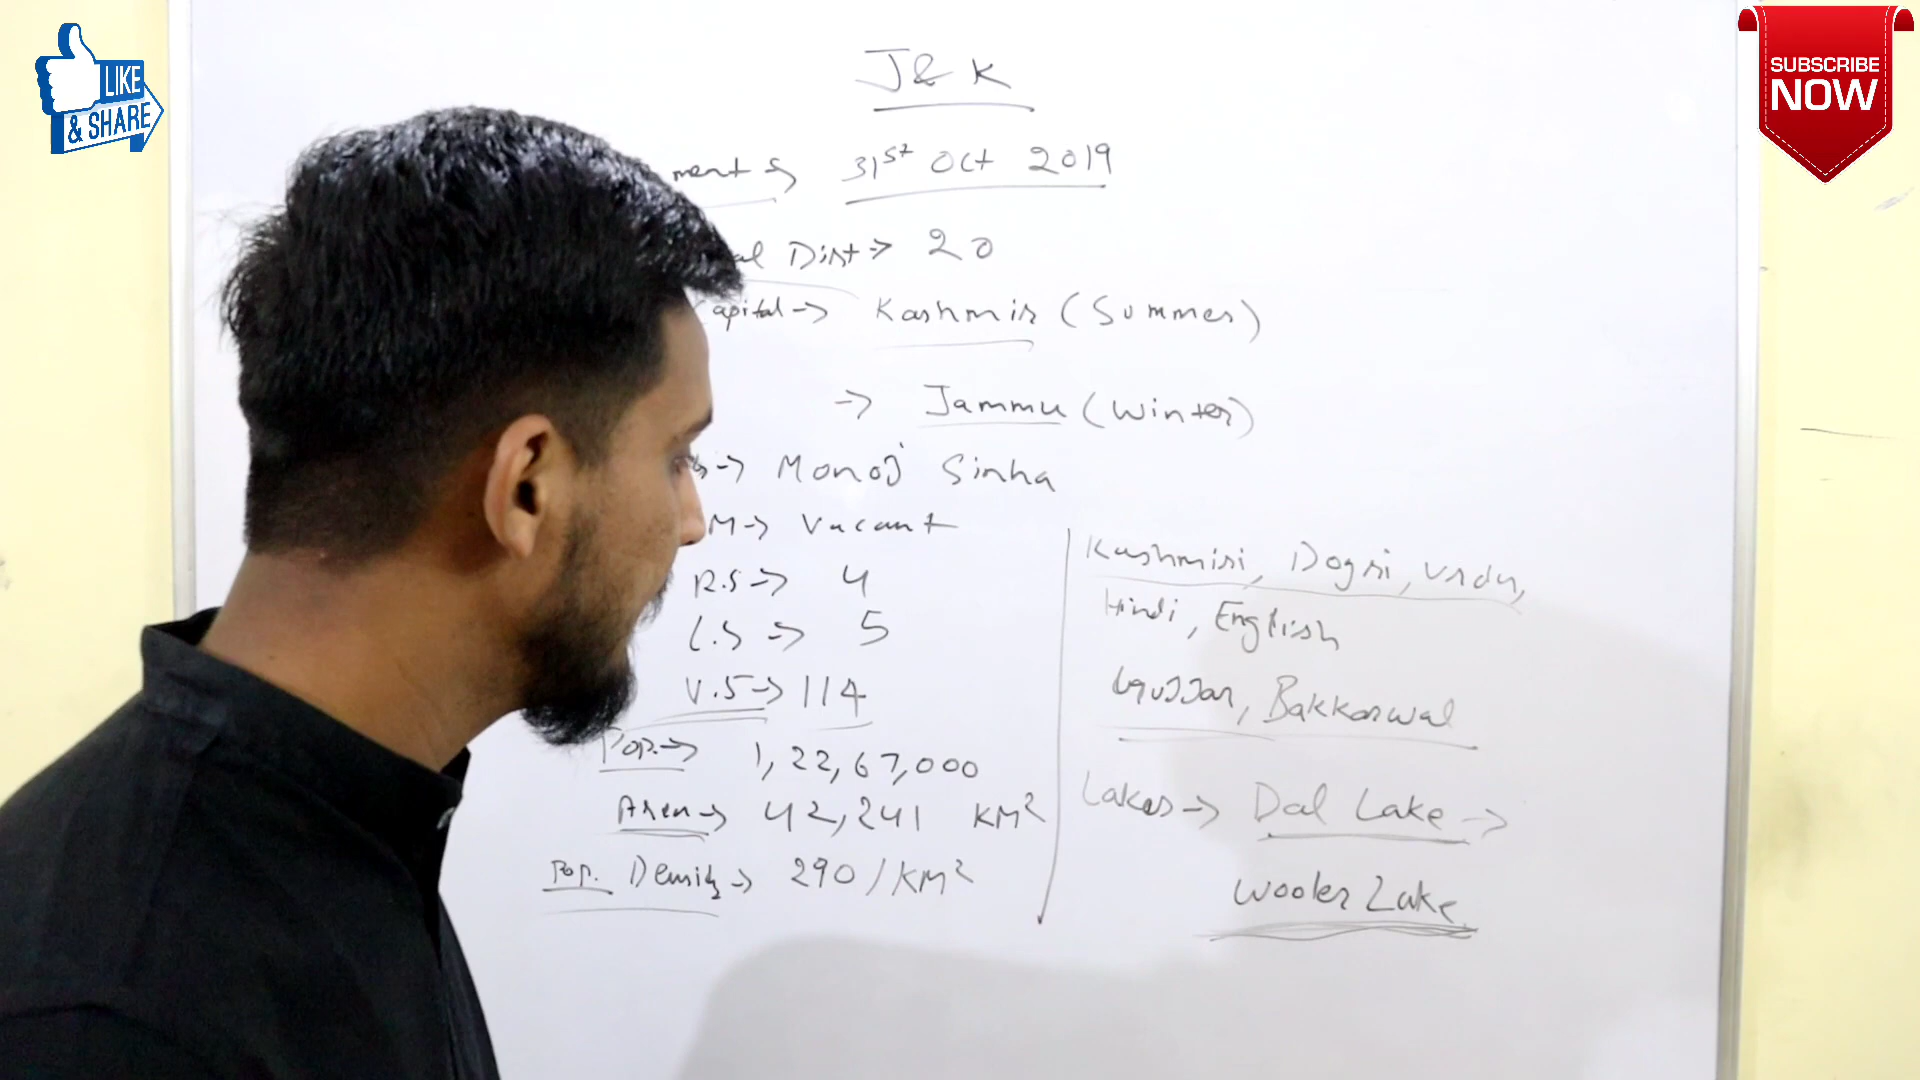 LIKE
& SHARE
SUBSCRIBE
NOW
J & K
31st Oct 2019
Dist → 20
apital → Kashmir (Summer)
→ Jammu (Winter)
→ Monoj Sinha
M → Vacant
R.S → 4
L.S → 5
V.S → 114
Pop. → 1,22,67,000
Area → 42,241 KM²
Pop. Density → 290 / KM²
Kashmiri, Dogri, Urdu,
Hindi, English
Gujjar, Bakkarwal
Lakes → Dal Lake →
Wooler Lake